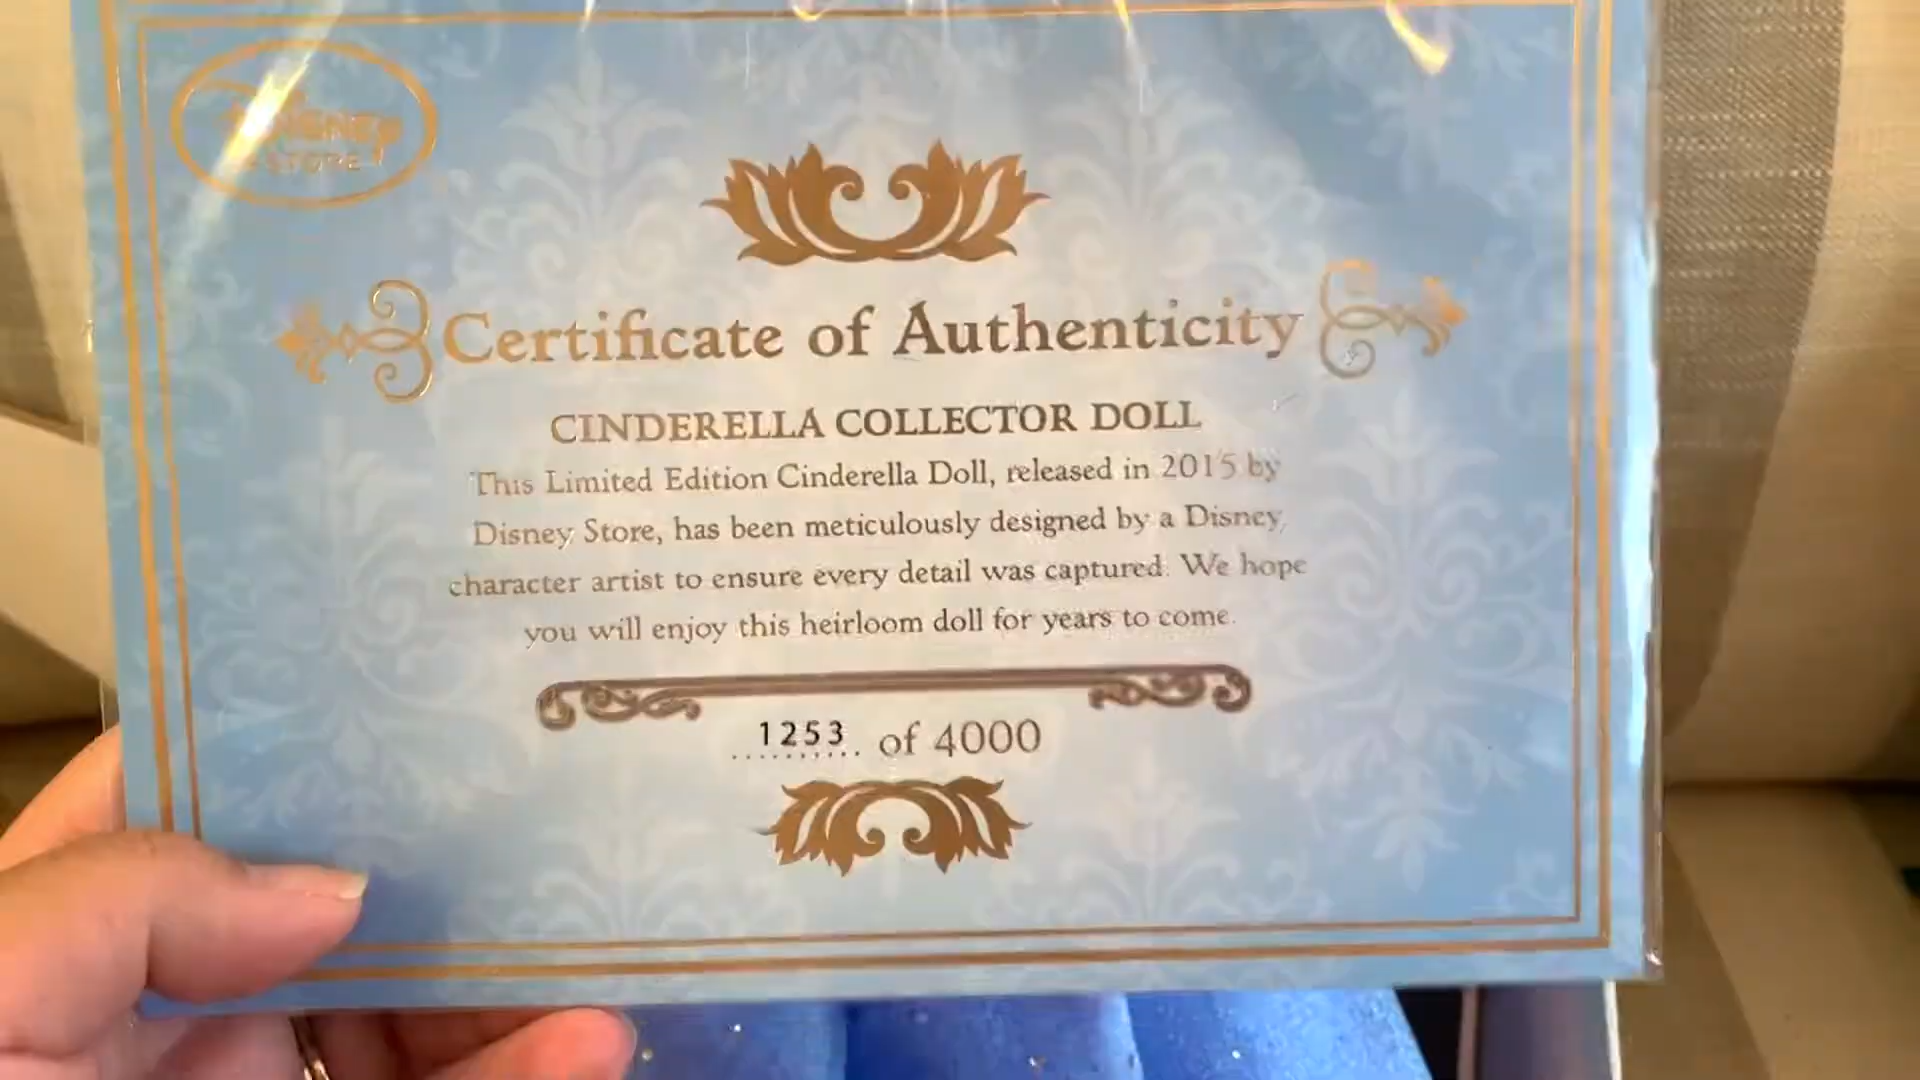 Disney
STORE
Certificate of Authenticity
CINDERELLA COLLECTOR DOLL
This Limited Edition Cinderella Doll, released in 2015 by
Disney Store, has been meticulously designed by a Disney
character artist to ensure every detail was captured. We hope
you will enjoy this heirloom doll for years to come.
1253 of 4000